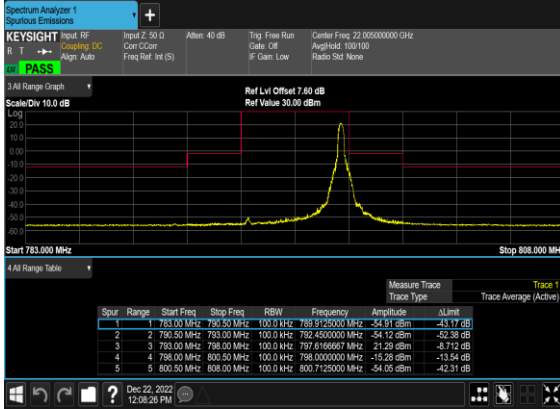 Spectrum Analyzer 1
Spurious Emissions
+
KEYSIGHT Input: RF Input Z: 50 Ω Atten: 40 dB Trig: Free Run Center Freq: 22.005000000 GHz
R T Coupling: DC Corr CCorr Gate: Off Avg|Hold: 100/100
Align: Auto Freq Ref: Int (S) IF Gain: Low Radio Std: None
PASS
3 All Range Graph
Ref Lvl Offset 7.60 dB
Scale/Div 10.0 dB Ref Value 30.00 dBm
Log
20.0
10.0
0.00
-10.0
-20.0
-30.0
-40.0
-50.0
-60.0
Start 783.000 MHz Stop 808.000 MH
4 All Range Table
Measure Trace Trace 1
Trace Type Trace Average (Active)
Spur Range Start Freq Stop Freq RBW Frequency Amplitude ΔLimit
1 1 783.00 MHz 790.50 MHz 100.0 kHz 789.9125000 MHz -54.91 dBm -43.17 dB
2 2 790.50 MHz 793.00 MHz 100.0 kHz 792.4500000 MHz -54.12 dBm -52.38 dB
3 3 793.00 MHz 798.00 MHz 100.0 kHz 797.6166667 MHz 21.29 dBm -8.712 dB
4 4 798.00 MHz 800.50 MHz 100.0 kHz 798.0000000 MHz -15.28 dBm -13.54 dB
5 5 800.50 MHz 808.00 MHz 100.0 kHz 800.7125000 MHz -54.05 dBm -42.31 dB
? Dec 22, 2022
12:08:26 PM